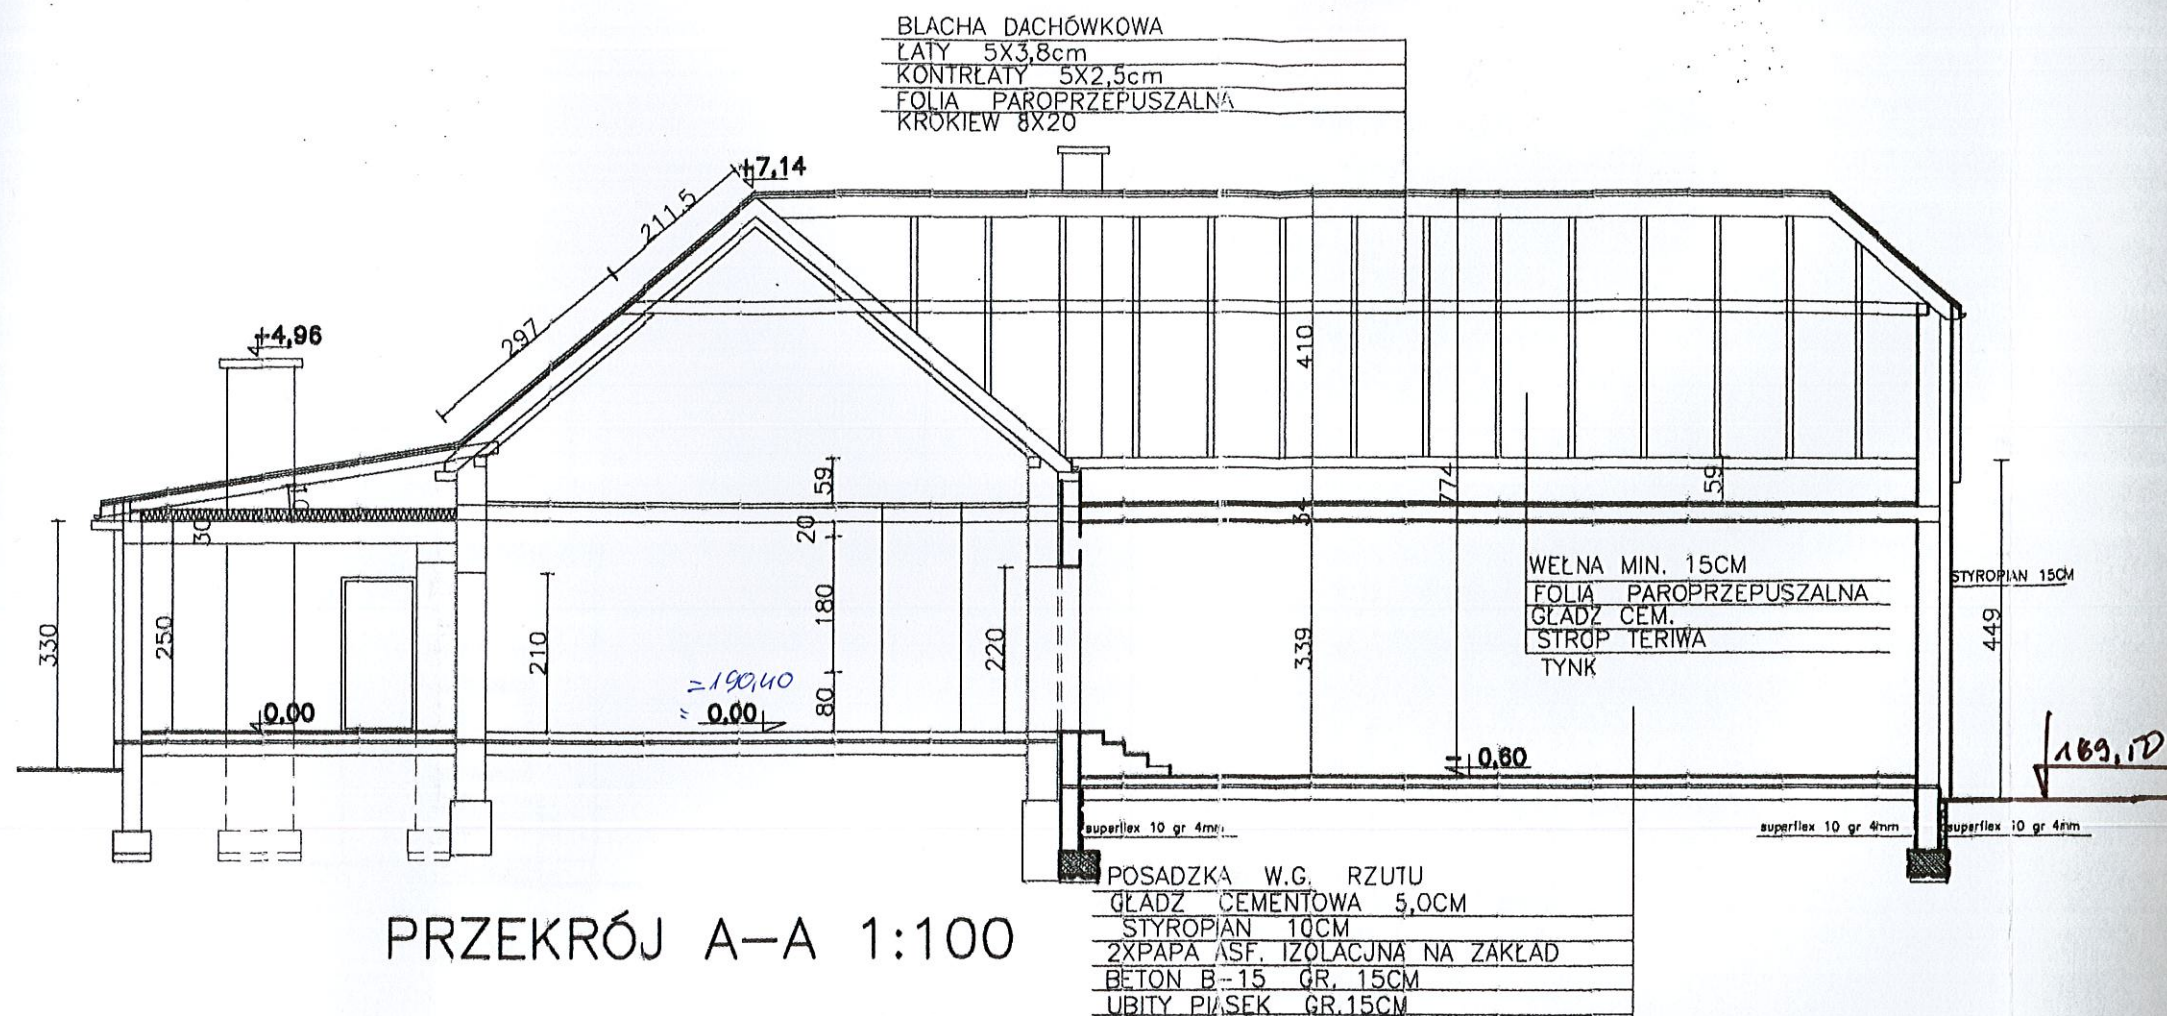 BLACHA DACHÓWKOWA
ŁATY 5X3,8cm
KONTRŁATY 5X2,5cm
FOLIA PAROPRZEPUSZALNA
KROKIEW 8X20
+7,14
211,5
297
+4,96
410
774
59
59
51
34
30
20
180
80
330
250
210
220
339
449
=190,40
0,00
0,00
-0,60
WEŁNA MIN. 15CM
FOLIA PAROPRZEPUSZALNA
GŁADZ CEM.
STROP TERIWA
TYNK
STYROPIAN 15CM
superflex 10 gr 4mm
superflex 10 gr 4mm
superflex 10 gr 4mm
POSADZKA W.G. RZUTU
GŁADZ CEMENTOWA 5,0CM
STYROPIAN 10CM
2XPAPA ASF. IZOLACJNA NA ZAKŁAD
BETON B-15 GR. 15CM
UBITY PIASEK GR.15CM
PRZEKRÓJ A-A 1:100